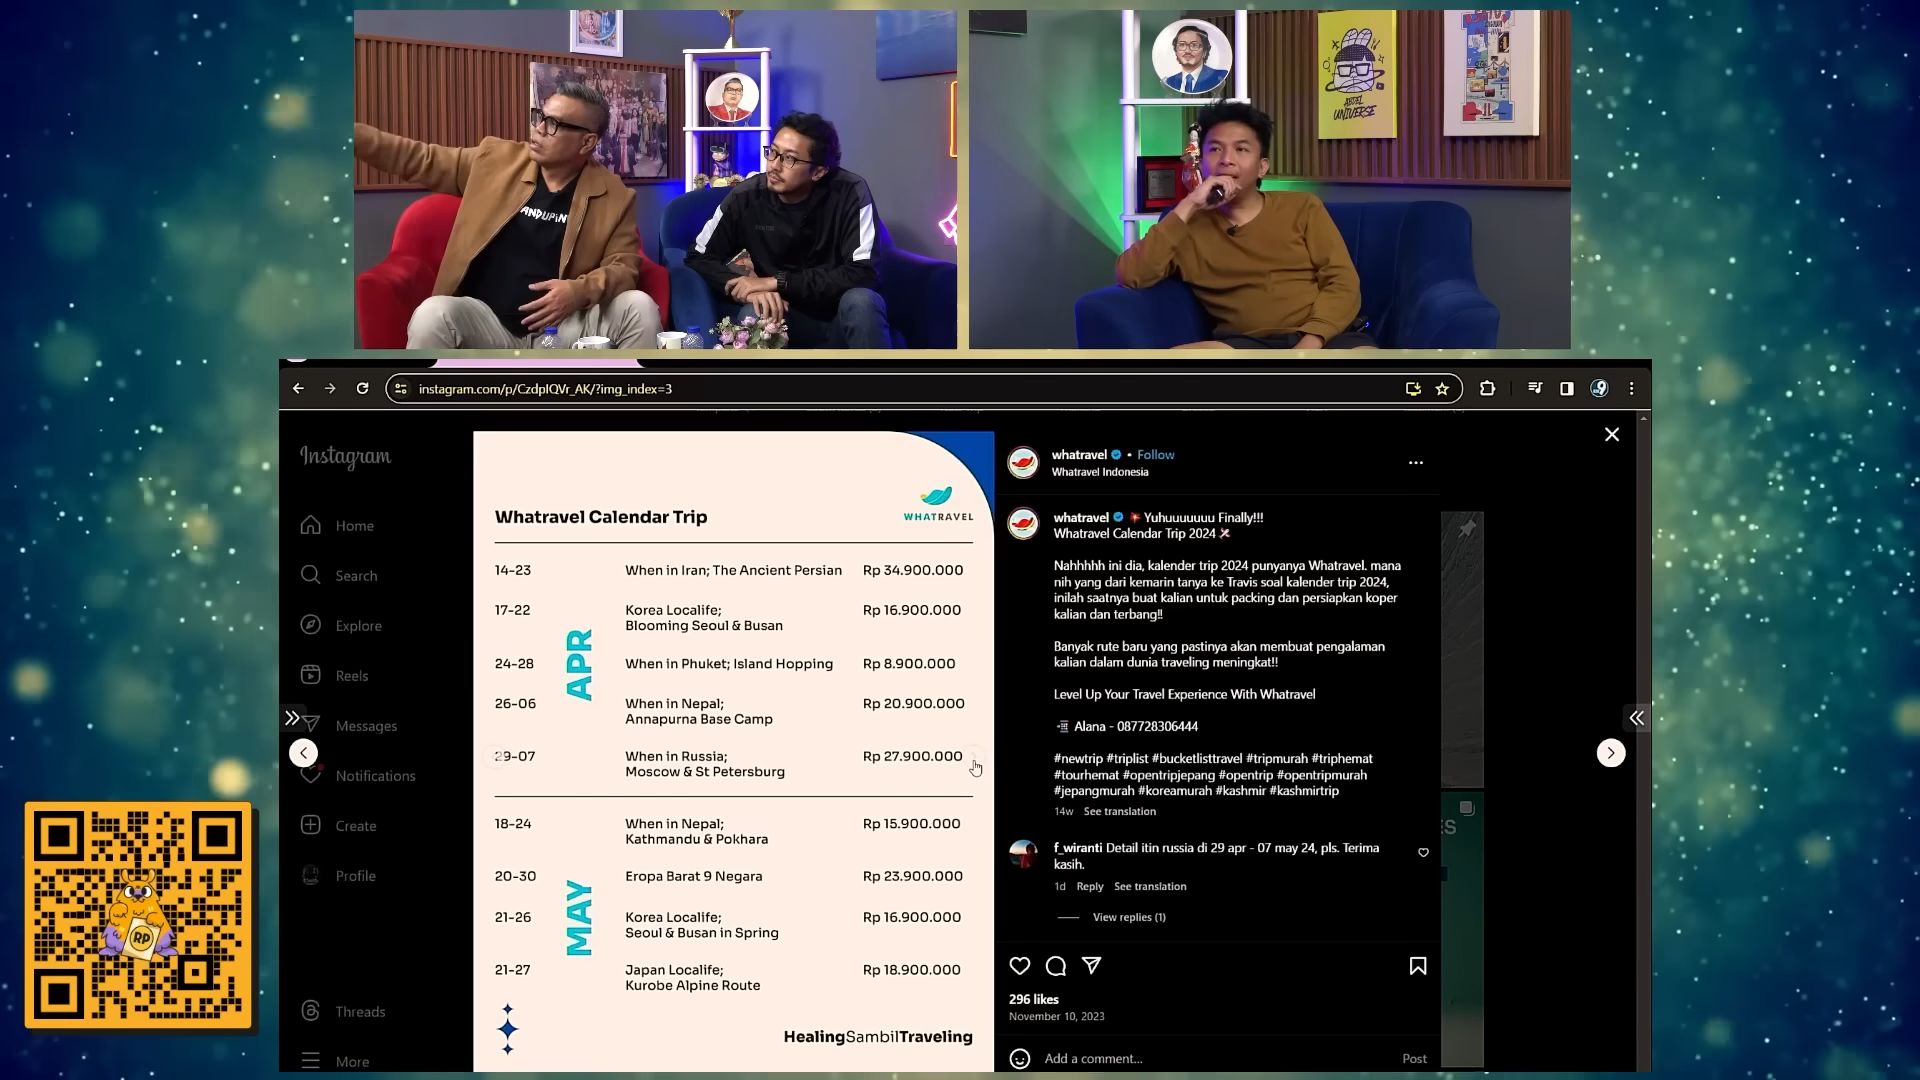 ANDUPIN
ABDEL
UNIVERSE
instagram.com/p/CzdpIQVr_AK/?img_index=3
Instagram
Home
Search
Explore
Reels
Messages
Notifications
Create
Profile
Threads
More
Whatravel Calendar Trip
WHATRAVEL
APR
14-23 When in Iran; The Ancient Persian Rp 34.900.000
17-22 Korea Localife; Rp 16.900.000
Blooming Seoul & Busan
24-28 When in Phuket; Island Hopping Rp 8.900.000
26-06 When in Nepal; Rp 20.900.000
Annapurna Base Camp
29-07 When in Russia; Rp 27.900.000
Moscow & St Petersburg
MAY
18-24 When in Nepal; Rp 15.900.000
Kathmandu & Pokhara
20-30 Eropa Barat 9 Negara Rp 23.900.000
21-26 Korea Localife; Rp 16.900.000
Seoul & Busan in Spring
21-27 Japan Localife; Rp 18.900.000
Kurobe Alpine Route
HealingSambilTraveling
whatravel • Follow
Whatravel Indonesia
whatravel 💥 Yuhuuuuuuu Finally!!!
Whatravel Calendar Trip 2024
Nahhhhh ini dia, kalender trip 2024 punyanya Whatravel. mana
nih yang dari kemarin tanya ke Travis soal kalender trip 2024,
inilah saatnya buat kalian untuk packing dan persiapkan koper
kalian dan terbang!!
Banyak rute baru yang pastinya akan membuat pengalaman
kalian dalam dunia traveling meningkat!!
Level Up Your Travel Experience With Whatravel
📲 Alana - 087728306444
#newtrip #triplist #bucketlisttravel #tripmurah #triphemat
#tourhemat #opentripjepang #opentrip #opentripmurah
#jepangmurah #koreamurah #kashmir #kashmirtrip
14w See translation
f_wiranti Detail itin russia di 29 apr - 07 may 24, pls. Terima
kasih.
1d Reply See translation
View replies (1)
296 likes
November 10, 2023
Add a comment... Post
ES
RP